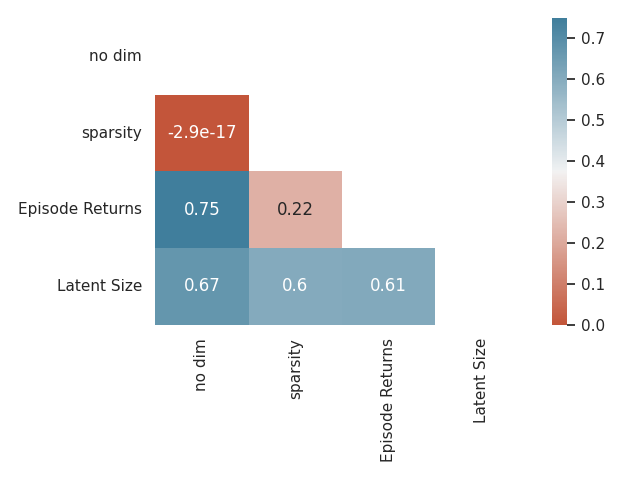 no dim
sparsity
Episode Returns
Latent Size
-2.9e-17
0.75
0.22
0.67
0.6
0.61
no dim
sparsity
Episode Returns
Latent Size
0.7
0.6
0.5
0.4
0.3
0.2
0.1
0.0